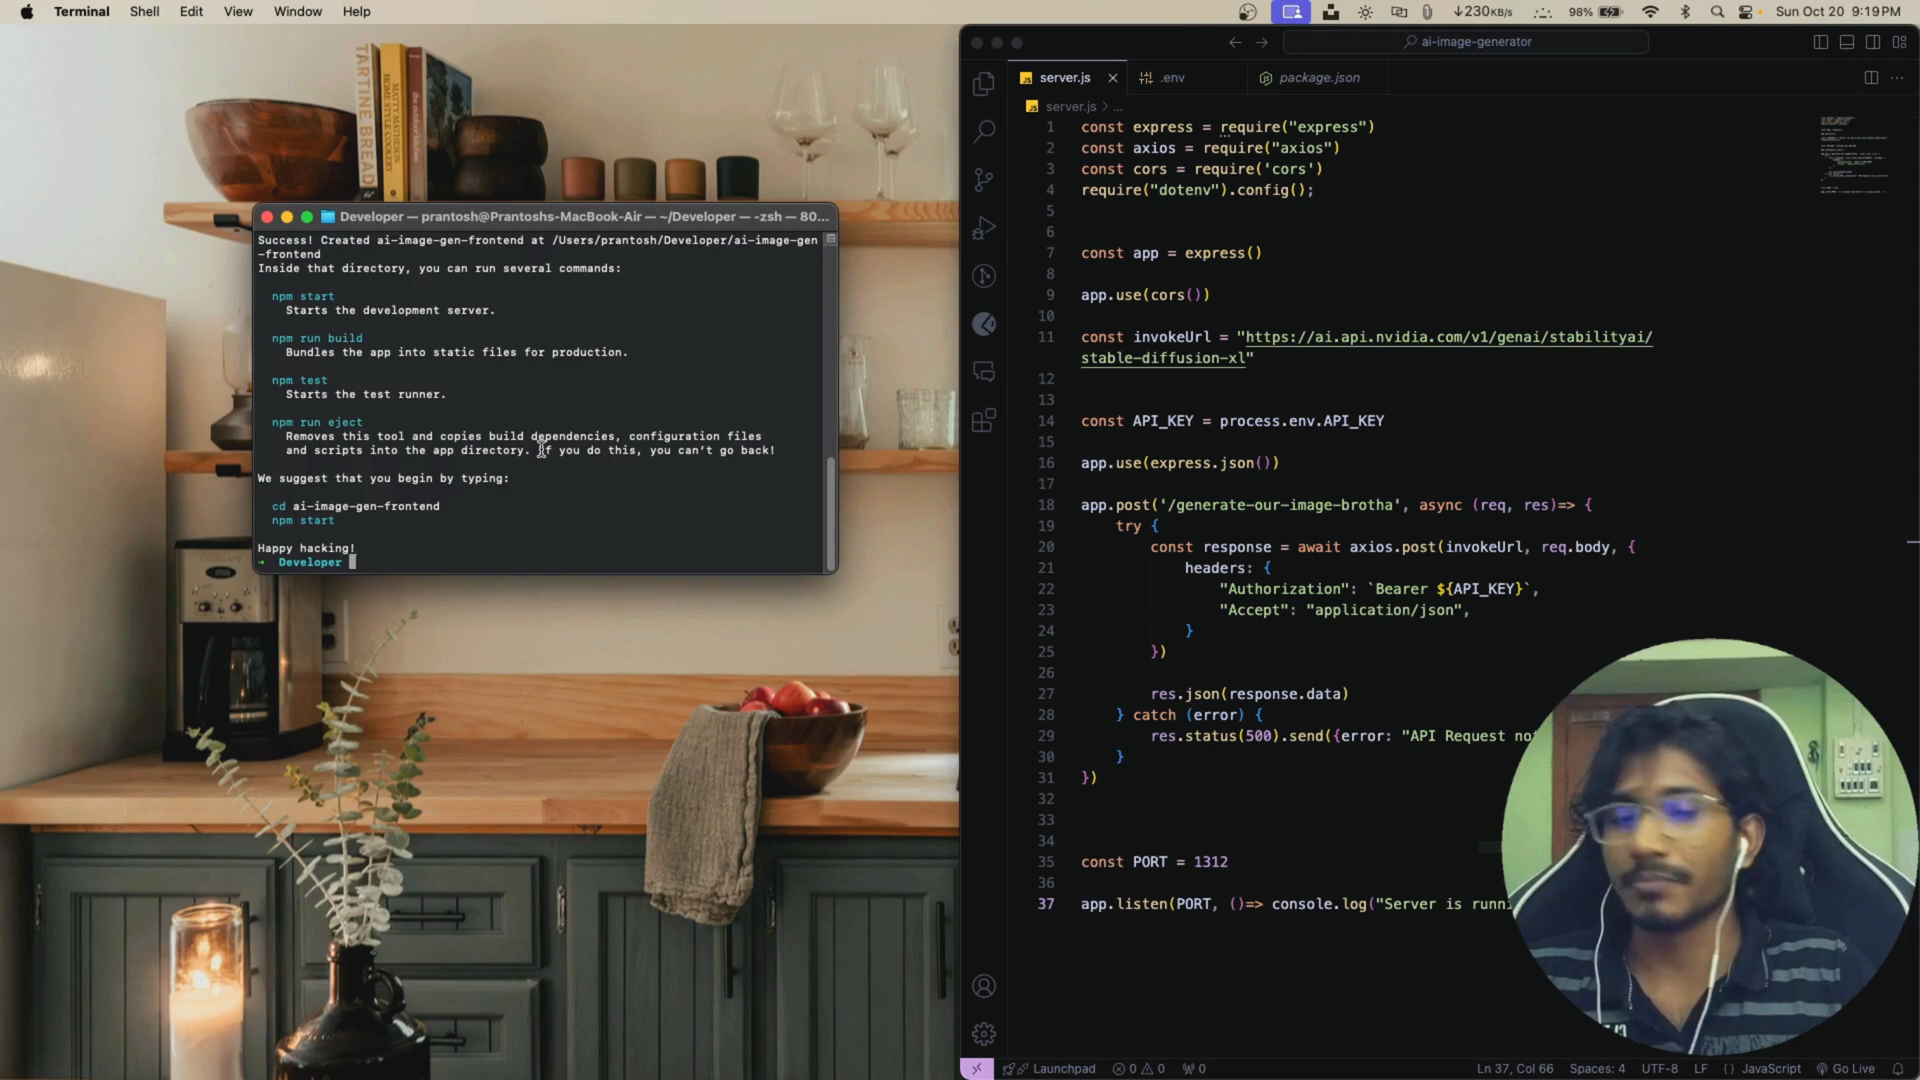 Terminal Shell Edit View Window Help
↓230KB/s 98% Sun Oct 20 9:19 PM
TARTINE BREAD
MATTY MATHESON HOME STYLE COOKERY
Developer — prantosh@Prantoshs-MacBook-Air — ~/Developer — -zsh — 80...
Success! Created ai-image-gen-frontend at /Users/prantosh/Developer/ai-image-gen
-frontend
Inside that directory, you can run several commands:
npm start
Starts the development server.
npm run build
Bundles the app into static files for production.
npm test
Starts the test runner.
npm run eject
Removes this tool and copies build dependencies, configuration files
and scripts into the app directory. If you do this, you can't go back!
We suggest that you begin by typing:
cd ai-image-gen-frontend
npm start
Happy hacking!
→ Developer
ai-image-generator
server.js .env package.json
server.js > ...
1 const express = require("express")
2 const axios = require("axios")
3 const cors = require('cors')
4 require("dotenv").config();
5
6
7 const app = express()
8
9 app.use(cors())
10
11 const invokeUrl = "https://ai.api.nvidia.com/v1/genai/stabilityai/
stable-diffusion-xl"
12
13
14 const API_KEY = process.env.API_KEY
15
16 app.use(express.json())
17
18 app.post('/generate-our-image-brotha', async (req, res)=> {
19 try {
20 const response = await axios.post(invokeUrl, req.body, {
21 headers: {
22 "Authorization": `Bearer ${API_KEY}`,
23 "Accept": "application/json",
24 }
25 })
26
27 res.json(response.data)
28 } catch (error) {
29 res.status(500).send({error: "API Request no
30 }
31 })
32
33
34
35 const PORT = 1312
36
37 app.listen(PORT, ()=> console.log("Server is runni
Launchpad 0 0 0 Ln 37, Col 66 Spaces: 4 UTF-8 LF {} JavaScript Go Live